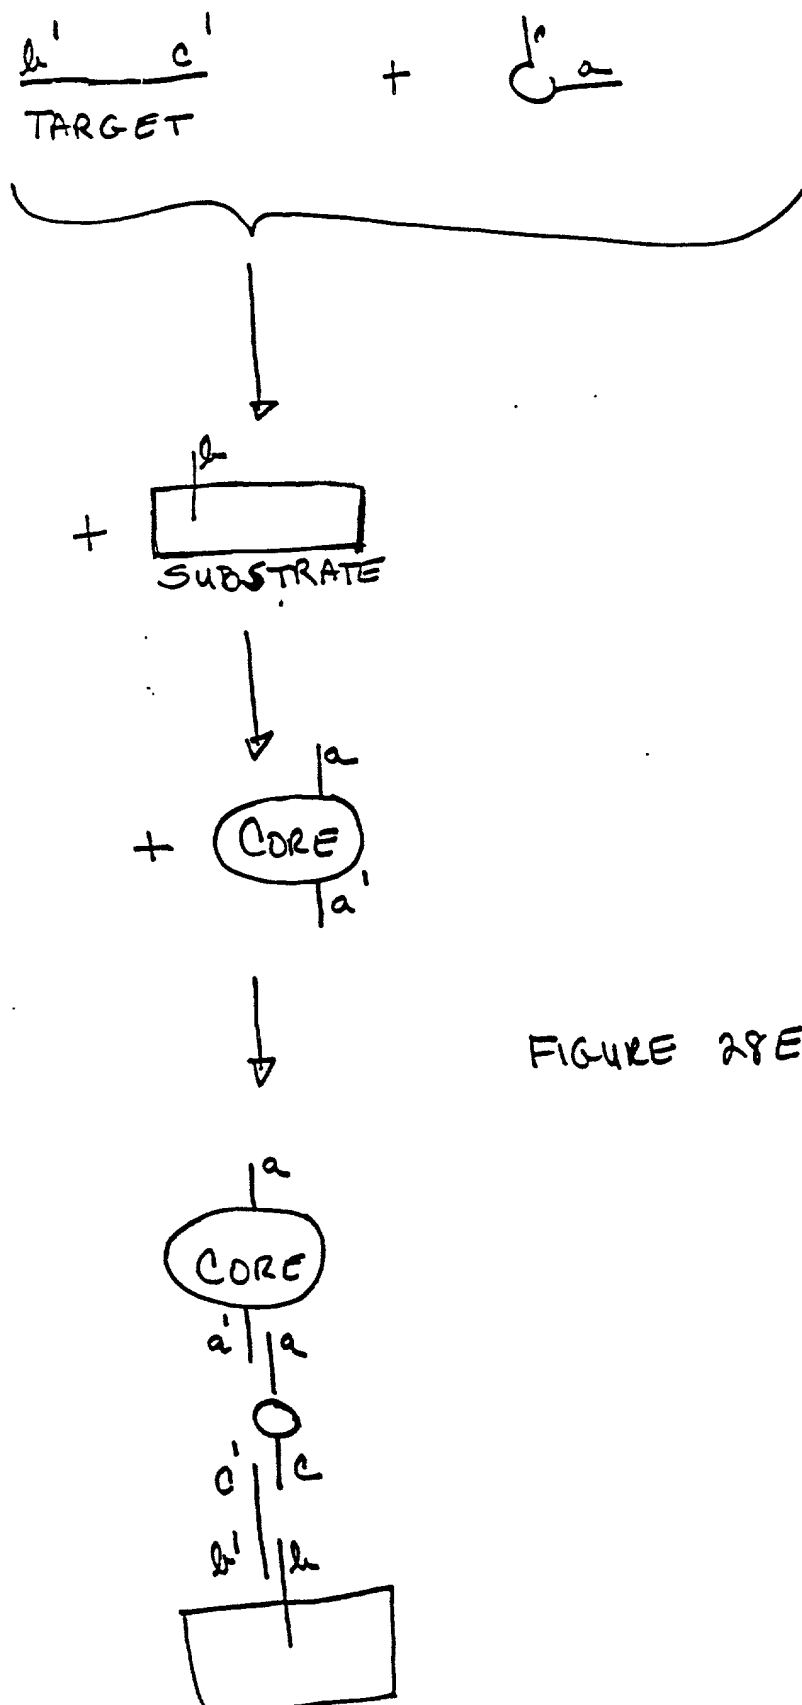 b' c'
TARGET
+
c a
b
+
SUBSTRATE
a
+ CORE
a'
FIGURE 28E
a
CORE
a' a
c' c
b' b